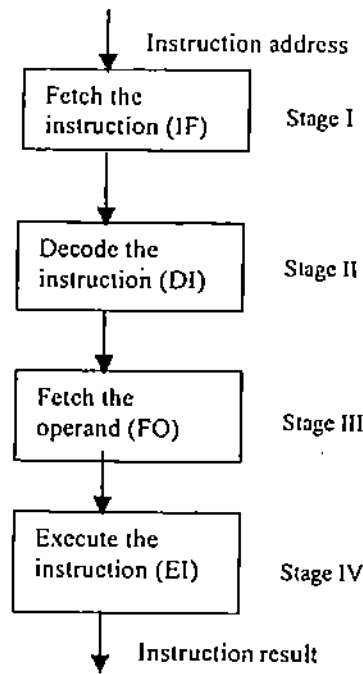 Instruction address
Fetch the
instruction (IF)
Stage I
Decode the
instruction (DI)
Stage II
Fetch the
operand (FO)
Stage III
Execute the
instruction (EI)
Stage IV
Instruction result